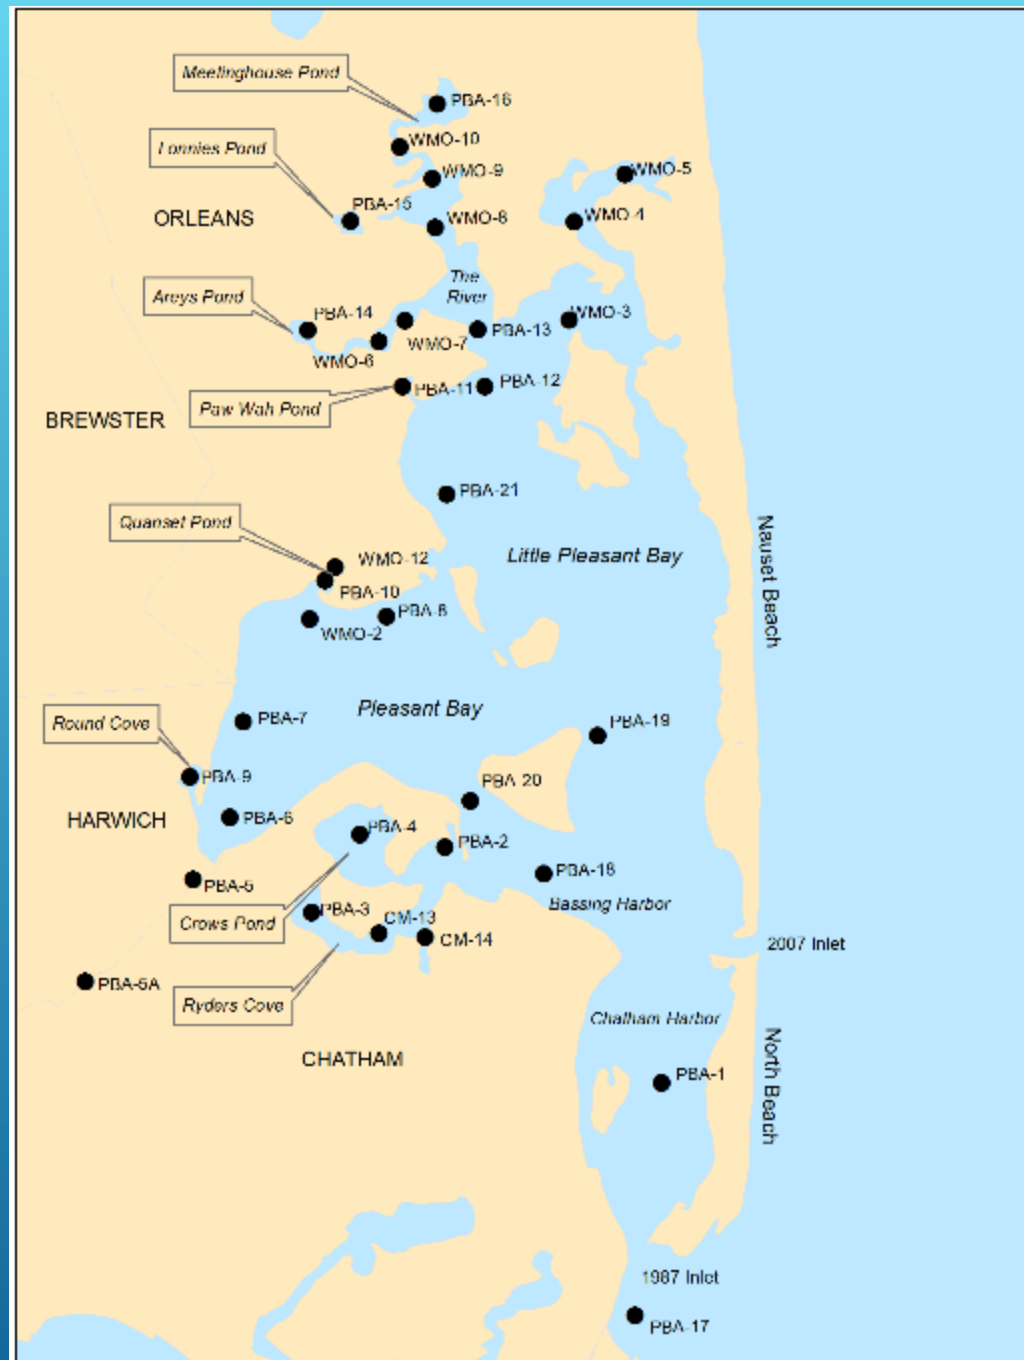 Meetinghouse Pond
PBA-16
WMO-10
Lonnies Pond
WMO-9
WMO-5
PBA-15
ORLEANS
WMO-8
WMO-4
The
River
Areys Pond
PBA-14
WMO-3
PBA-13
WMO-7
WMO-6
PBA-12
PBA-11
Paw Wah Pond
BREWSTER
PBA-21
Quanset Pond
Nauset Beach
Little Pleasant Bay
WMO-12
PBA-10
PBA-8
WMO-2
Pleasant Bay
PBA-7
PBA-19
Round Cove
PBA-9
PBA-20
HARWICH
PBA-6
PBA-4
PBA-2
PBA-18
PBA-5
Bassing Harbor
PBA-3
CM-13
Crows Pond
CM-14
2007 Inlet
PBA-5A
Ryders Cove
Chatham Harbor
CHATHAM
PBA-1
North Beach
1987 Inlet
PBA-17